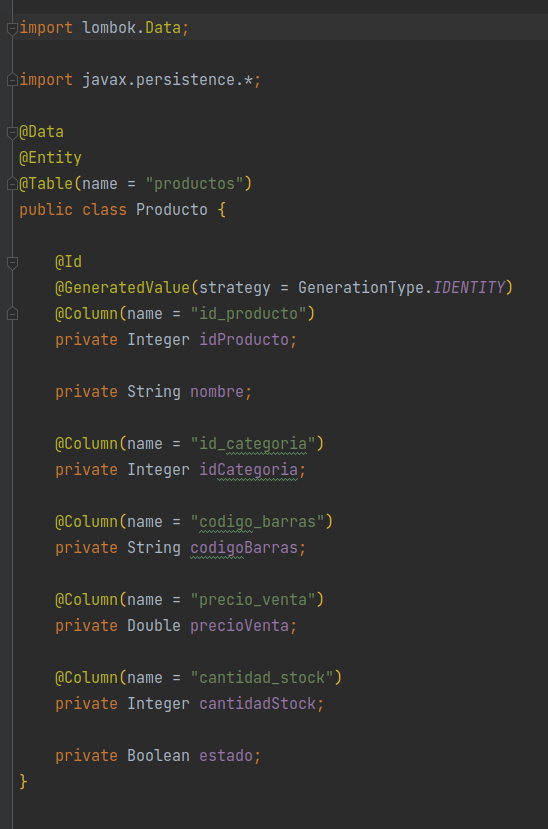 import lombok.Data;
import javax.persistence.*;
@Data
@Entity
@Table(name = "productos")
public class Producto {
@Id
@GeneratedValue(strategy = GenerationType.IDENTITY)
@Column(name = "id_producto")
private Integer idProducto;
private String nombre;
@Column(name = "id_categoria")
private Integer idCategoria;
@Column(name = "codigo_barras")
private String codigoBarras;
@Column(name = "precio_venta")
private Double precioVenta;
@Column(name = "cantidad_stock")
private Integer cantidadStock;
private Boolean estado;
}